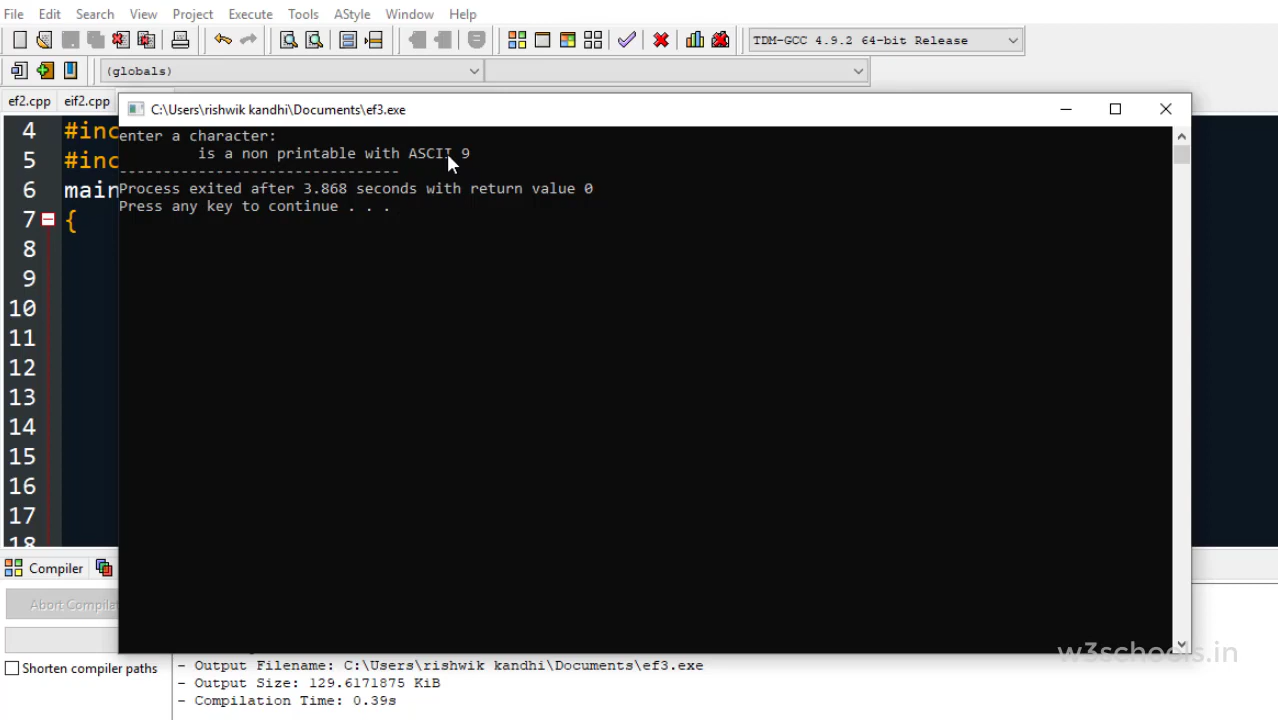 File Edit Search View Project Execute Tools AStyle Window Help
TDM-GCC 4.9.2 64-bit Release
(globals)
ef2.cpp eif2.cpp
C:\Users\rishwik kandhi\Documents\ef3.exe
4 #inc
5 #inc
6 main
7 {
8
9
10
11
12
13
14
15
16
17
18
enter a character:
is a non printable with ASCII 9
--------------------------------
Process exited after 3.868 seconds with return value 0
Press any key to continue . . .
Compiler
Abort Compila
Shorten compiler paths
- Output Filename: C:\Users\rishwik kandhi\Documents\ef3.exe
- Output Size: 129.6171875 KiB
- Compilation Time: 0.39s
w3schools.in